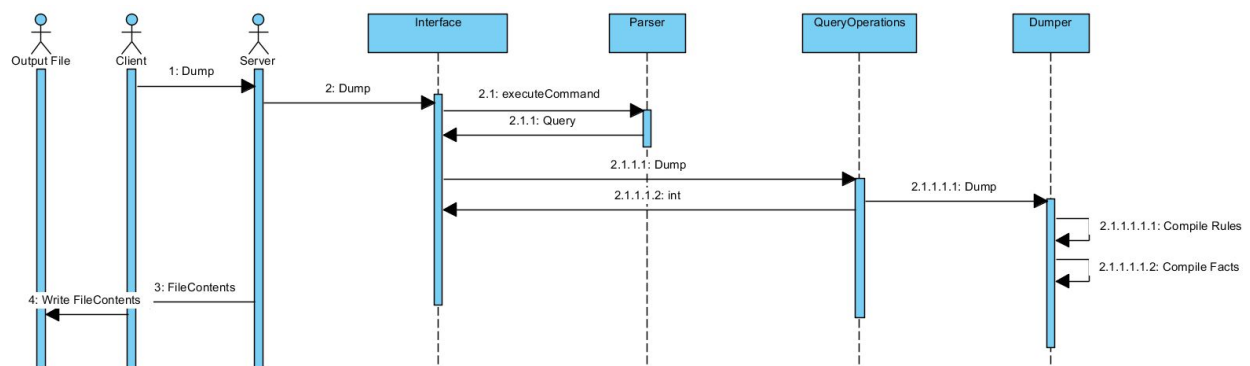 Interface
Parser
QueryOperations
Dumper
Output File
Client
Server
1: Dump
2: Dump
2.1: executeCommand
2.1.1: Query
2.1.1.1: Dump
2.1.1.1.1: Dump
2.1.1.1.2: int
2.1.1.1.1.1: Compile Rules
2.1.1.1.1.2: Compile Facts
3: FileContents
4: Write FileContents